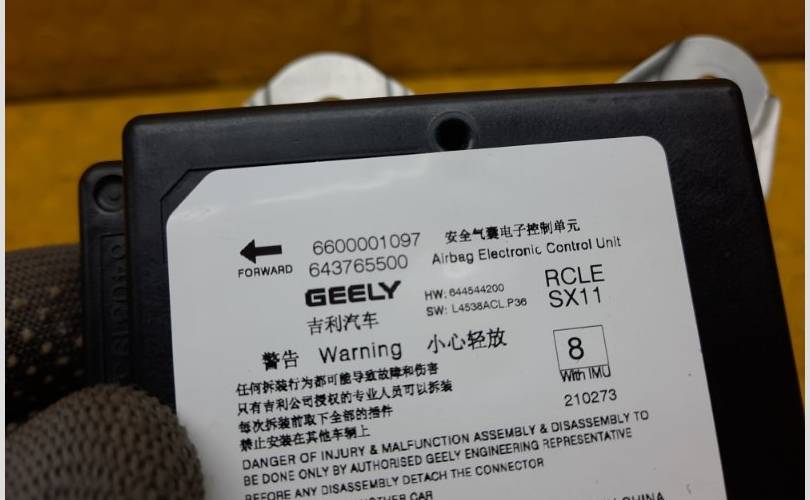 6600001097
安全气囊电子控制单元
FORWARD
643765500
Airbag Electronic Control Unit
GEELY
HW: 644544200
RCLE
吉利汽车
SW: L4538ACL.P36
SX11
警告 Warning 小心轻放
8
With IMU
任何拆装行为都可能导致故障和伤害
只有吉利公司授权的专业人员可以拆装
210273
每次拆装前取下全部的插件
禁止安装在其他车辆上
DANGER OF INJURY & MALFUNCTION ASSEMBLY & DISASSEMBLY TO
BE DONE ONLY BY AUTHORISED GEELY ENGINEERING REPRESENTATIVE
BEFORE ANY DISASSEMBLY DETACH THE CONNECTOR
OTHER CAR
CHINA